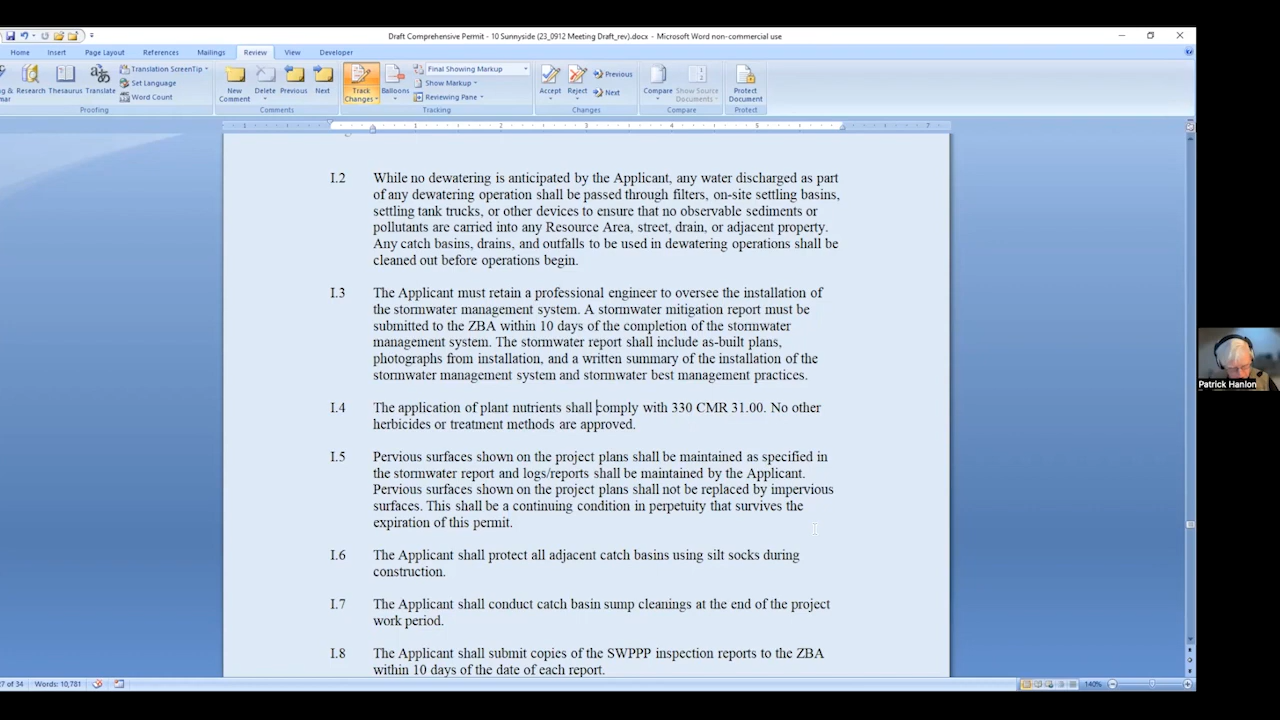 Draft Comprehensive Permit - 10 Sunnyside (23_0912 Meeting Draft_rev).docx - Microsoft Word non-commercial use
Home Insert Page Layout References Mailings Review View Developer
Research Thesaurus Translate
Translation ScreenTip
Set Language
Word Count
Proofing
New Comment
Delete
Previous
Next
Comments
Track Changes
Balloons
Final Showing Markup
Show Markup
Reviewing Pane
Tracking
Accept
Reject
Previous
Next
Changes
Compare
Show Source Documents
Compare
Protect Document
Protect
1 1 2 3 4 5 7
I.2 While no dewatering is anticipated by the Applicant, any water discharged as part
of any dewatering operation shall be passed through filters, on-site settling basins,
settling tank trucks, or other devices to ensure that no observable sediments or
pollutants are carried into any Resource Area, street, drain, or adjacent property.
Any catch basins, drains, and outfalls to be used in dewatering operations shall be
cleaned out before operations begin.
I.3 The Applicant must retain a professional engineer to oversee the installation of
the stormwater management system. A stormwater mitigation report must be
submitted to the ZBA within 10 days of the completion of the stormwater
management system. The stormwater report shall include as-built plans,
photographs from installation, and a written summary of the installation of the
stormwater management system and stormwater best management practices.
I.4 The application of plant nutrients shall comply with 330 CMR 31.00. No other
herbicides or treatment methods are approved.
I.5 Pervious surfaces shown on the project plans shall be maintained as specified in
the stormwater report and logs/reports shall be maintained by the Applicant.
Pervious surfaces shown on the project plans shall not be replaced by impervious
surfaces. This shall be a continuing condition in perpetuity that survives the
expiration of this permit.
I.6 The Applicant shall protect all adjacent catch basins using silt socks during
construction.
I.7 The Applicant shall conduct catch basin sump cleanings at the end of the project
work period.
I.8 The Applicant shall submit copies of the SWPPP inspection reports to the ZBA
within 10 days of the date of each report.
Patrick Hanlon
27 of 34 Words: 10,781 140%